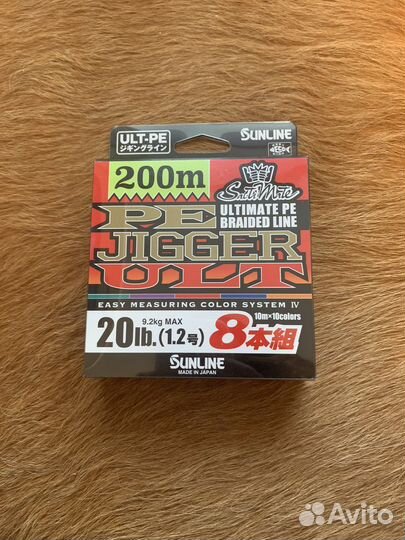 ULT-PE
ジギングライン
SUNLINE
200m
SaltiMate
ULTIMATE PE
BRAIDED LINE
PE
JIGGER
ULT
EASY MEASURING COLOR SYSTEM IV
10m×10colors
9.2kg MAX
20lb. (1.2号) 8本組
SUNLINE
MADE IN JAPAN
Avito